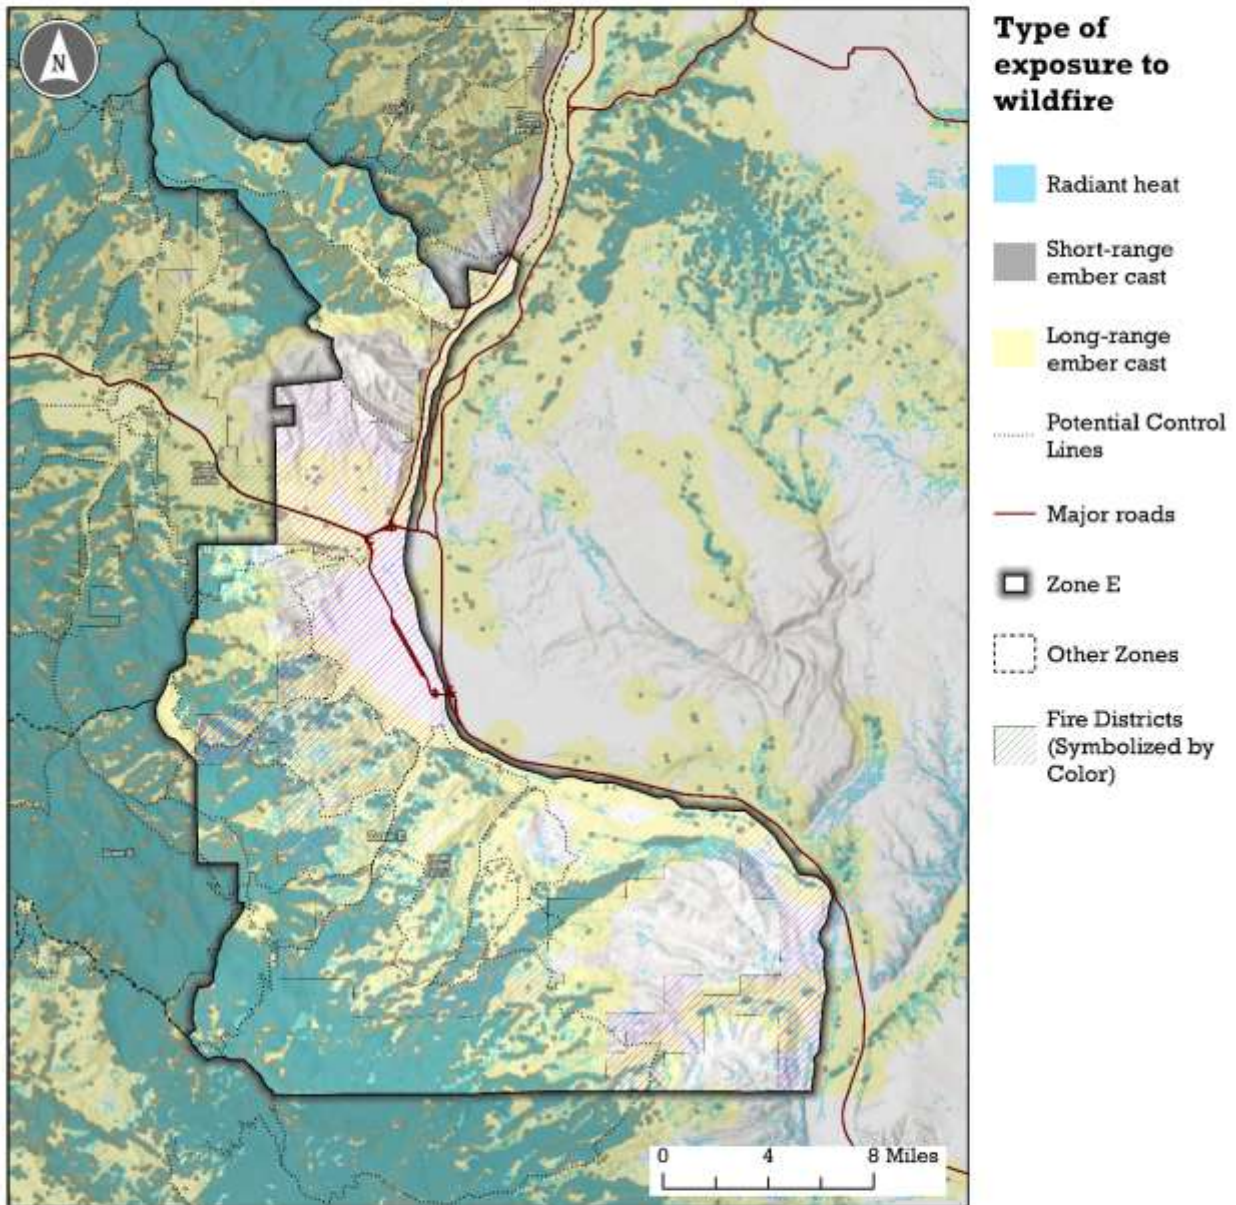 N
Type of
exposure to
wildfire
Radiant heat
Short-range
ember cast
Long-range
ember cast
Potential Control
Lines
Major roads
Zone E
Other Zones
Fire Districts
(Symbolized by
Color)
0 4 8 Miles